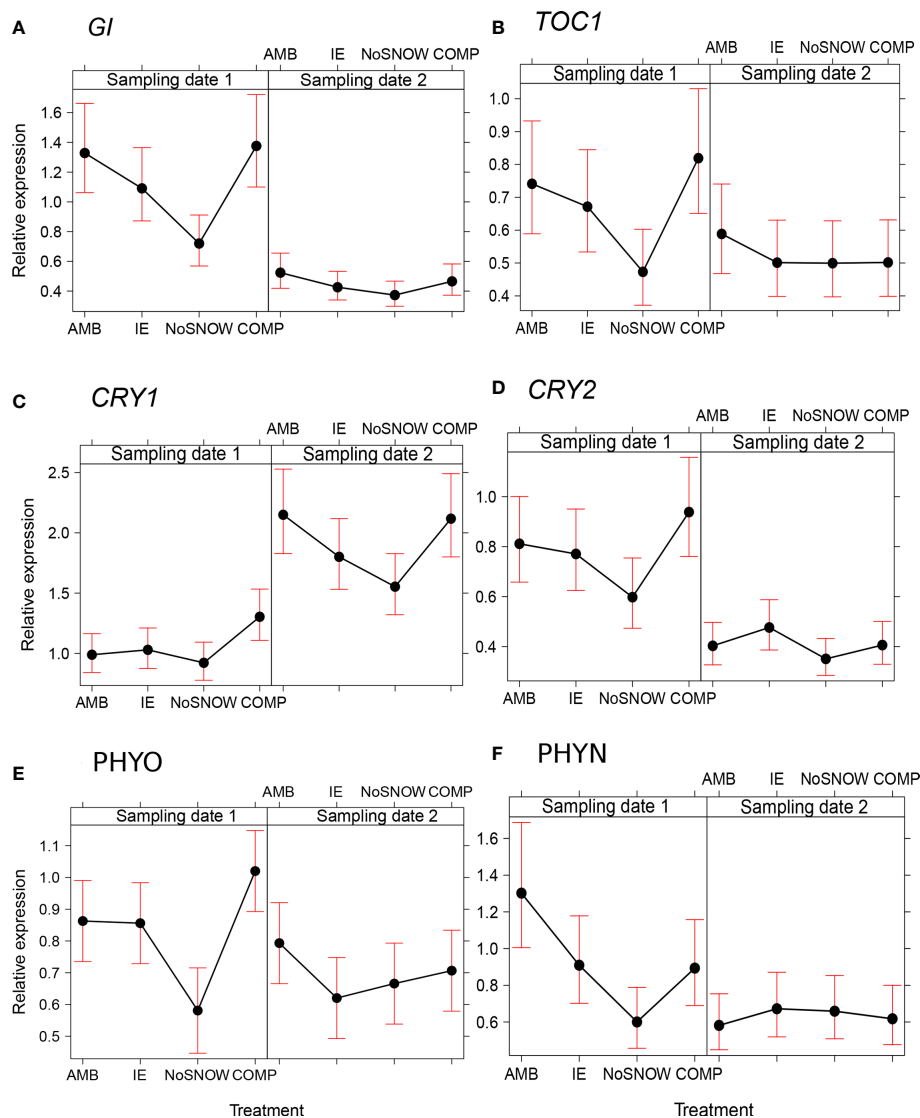 A GI
AMB IE NoSNOW COMP
Sampling date 1 Sampling date 2
Relative expression
1.6
1.4
1.2
1.0
0.8
0.6
0.4
AMB IE NoSNOW COMP
B TOC1
AMB IE NoSNOW COMP
Sampling date 1 Sampling date 2
1.0
0.9
0.8
0.7
0.6
0.5
0.4
AMB IE NoSNOW COMP
C CRY1
AMB IE NoSNOW COMP
Sampling date 1 Sampling date 2
Relative expression
2.5
2.0
1.5
1.0
AMB IE NoSNOW COMP
D CRY2
AMB IE NoSNOW COMP
Sampling date 1 Sampling date 2
1.0
0.8
0.6
0.4
AMB IE NoSNOW COMP
E PHYO
AMB IE NoSNOW COMP
Sampling date 1 Sampling date 2
Relative expression
1.1
1.0
0.9
0.8
0.7
0.6
0.5
AMB IE NoSNOW COMP
Treatment
F PHYN
AMB IE NoSNOW COMP
Sampling date 1 Sampling date 2
1.6
1.4
1.2
1.0
0.8
0.6
AMB IE NoSNOW COMP
Treatment